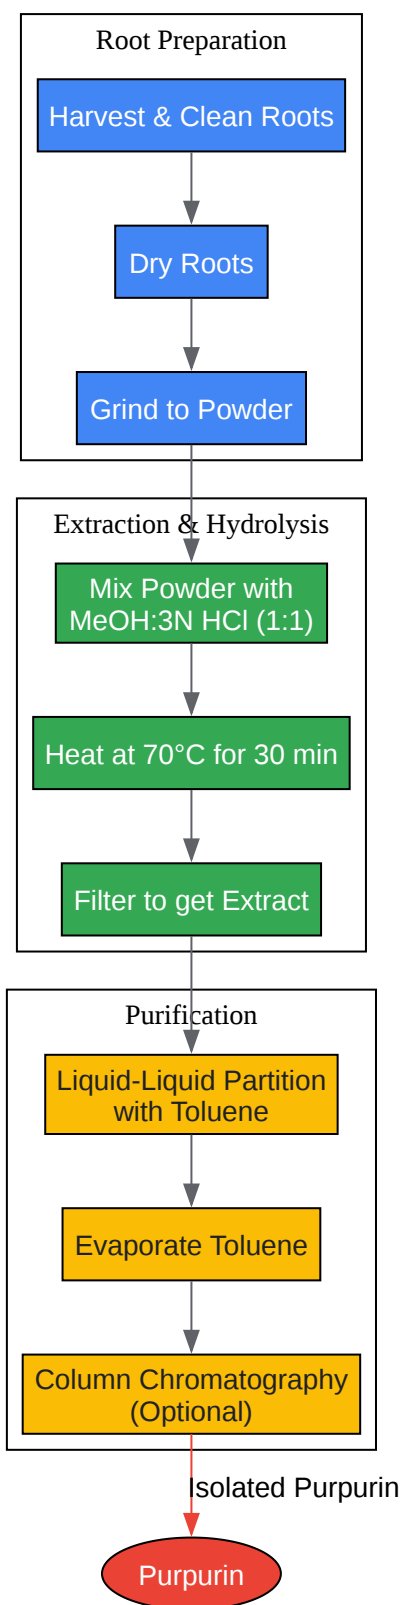 Root Preparation
Harvest & Clean Roots
Dry Roots
Grind to Powder
Extraction & Hydrolysis
Mix Powder with
MeOH:3N HCl (1:1)
Heat at 70°C for 30 min
Filter to get Extract
Purification
Liquid-Liquid Partition
with Toluene
Evaporate Toluene
Column Chromatography
(Optional)
Isolated Purpurin
Purpurin